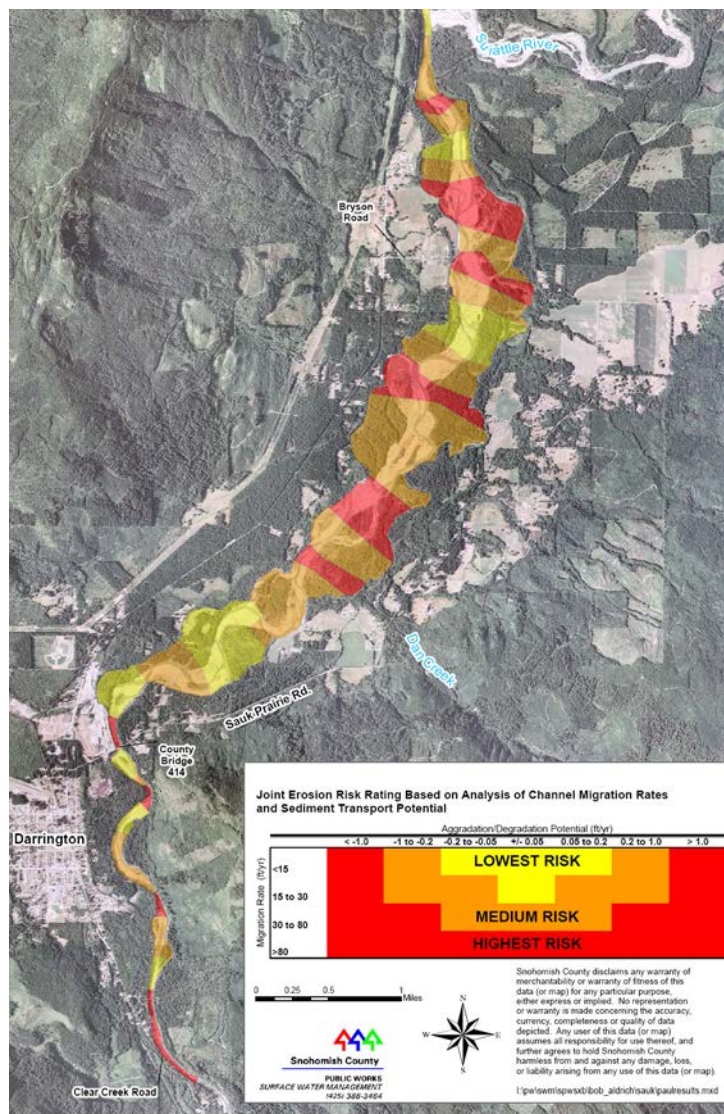 Suiattle River
Bryson
Road
Dan Creek
Sauk Prairie Rd.
County
Bridge
414
Darrington
Clear Creek Road
Joint Erosion Risk Rating Based on Analysis of Channel Migration Rates
and Sediment Transport Potential
Aggradation/Degradation Potential (ft/yr)
< -1.0 -1 to -0.2 -0.2 to -0.05 +/- 0.05 0.05 to 0.2 0.2 to 1.0 > 1.0
Migration Rate (ft/yr)
<15 LOWEST RISK
15 to 30
30 to 80 MEDIUM RISK
>80 HIGHEST RISK
0 0.25 0.5 1
Miles
N
W E
S
Snohomish County
PUBLIC WORKS
SURFACE WATER MANAGEMENT
(425) 388-3464
Snohomish County disclaims any warranty of
merchantability or warranty of fitness of this
data (or map) for any particular purpose,
either express or implied. No representation
or warranty is made concerning the accuracy,
currency, completeness or quality of data
depicted. Any user of this data (or map)
assumes all responsibility for use thereof, and
further agrees to hold Snohomish County
harmless from and against any damage, loss,
or liability arising from any use of this data (or map).
l:\pw\swm\spwsxb\bob_aldrich\sauk\paulresults.mxd